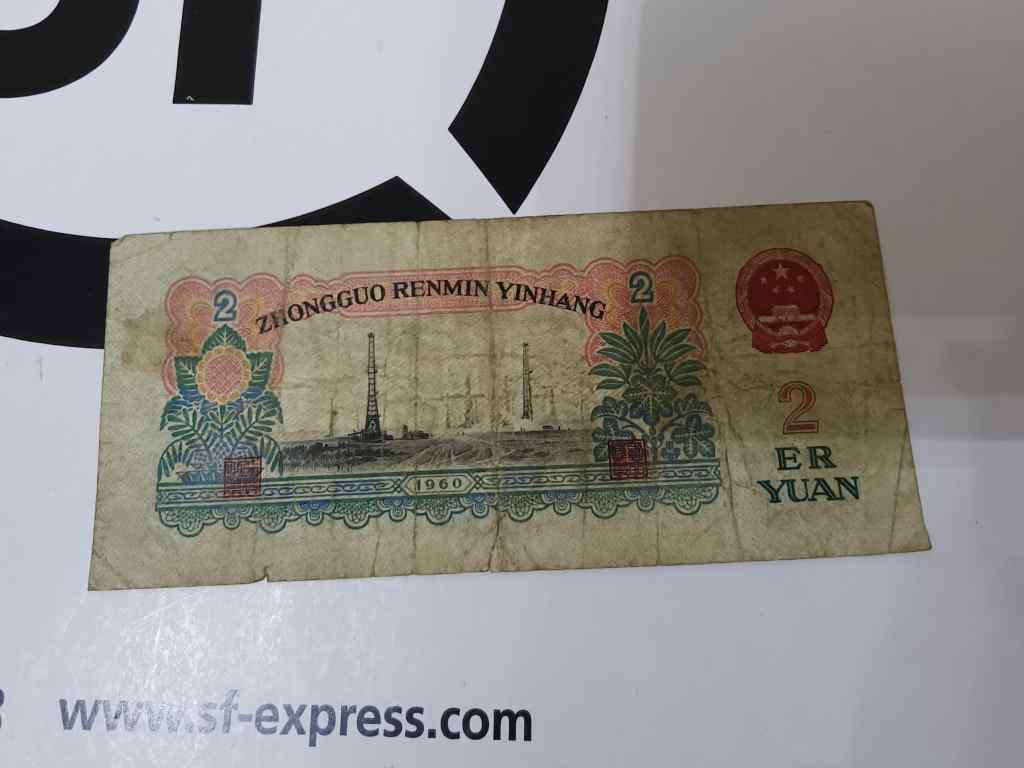 2 ZHONGGUO RENMIN YINHANG 2
1960
2
ER
YUAN
www.sf-express.com